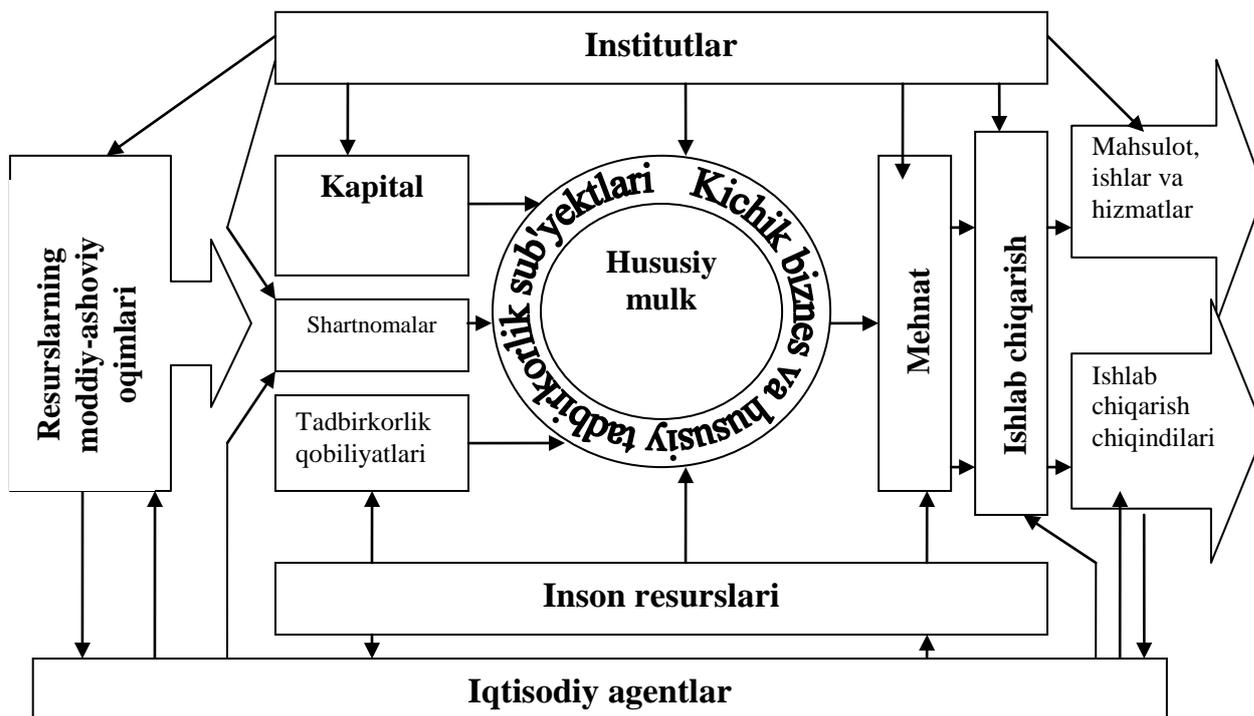 Institutlar
Resurslarning
moddiy-ashoviy
oqimlari
Kapital
Shartnomalar
Tadbirkorlik
qobiliyatlari
Kichik biznes va hususiy tadbirkorlik sub'yektlari
Hususiy
mulk
Mehnat
Ishlab chiqarish
Mahsulot,
ishlar va
hizmatlar
Ishlab
chiqarish
chiqindilari
Inson resurslari
Iqtisodiy agentlar